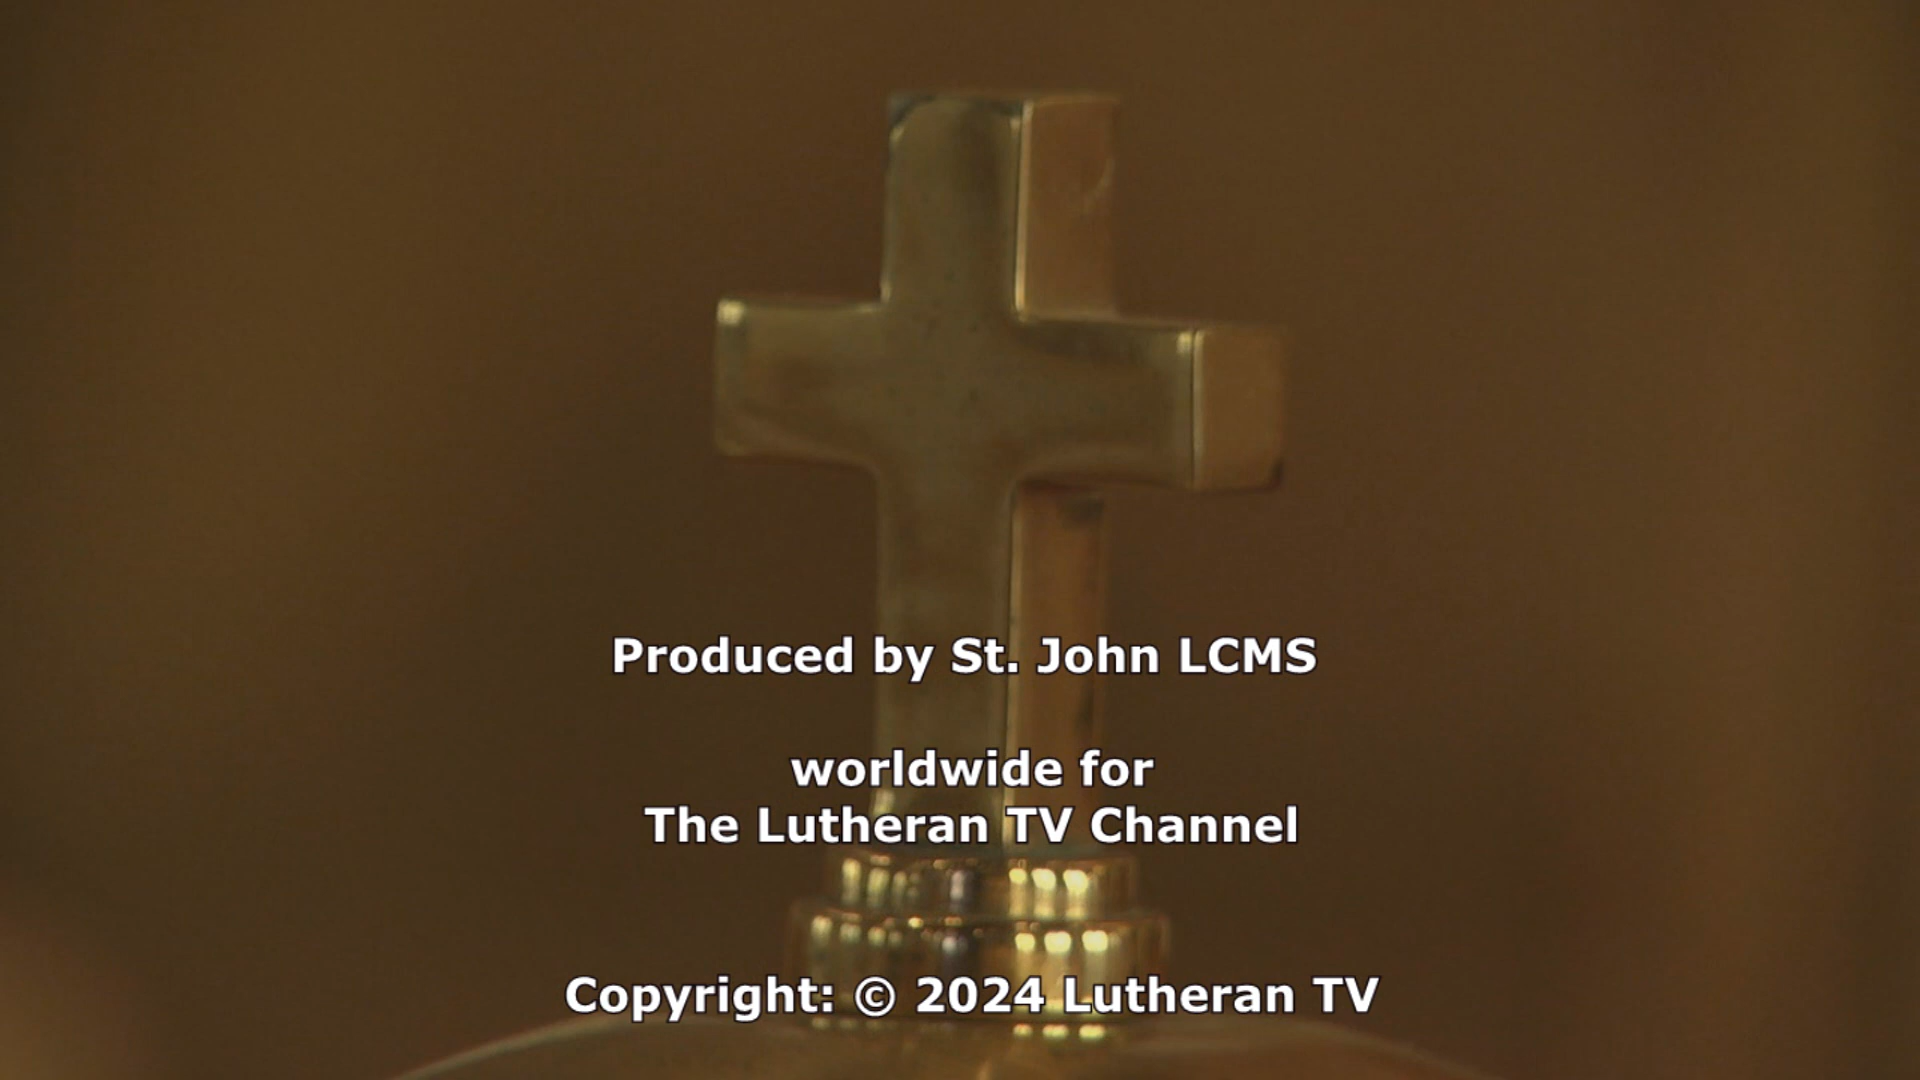 Produced by St. John LCMS
worldwide for
The Lutheran TV Channel
Copyright: © 2024 Lutheran TV